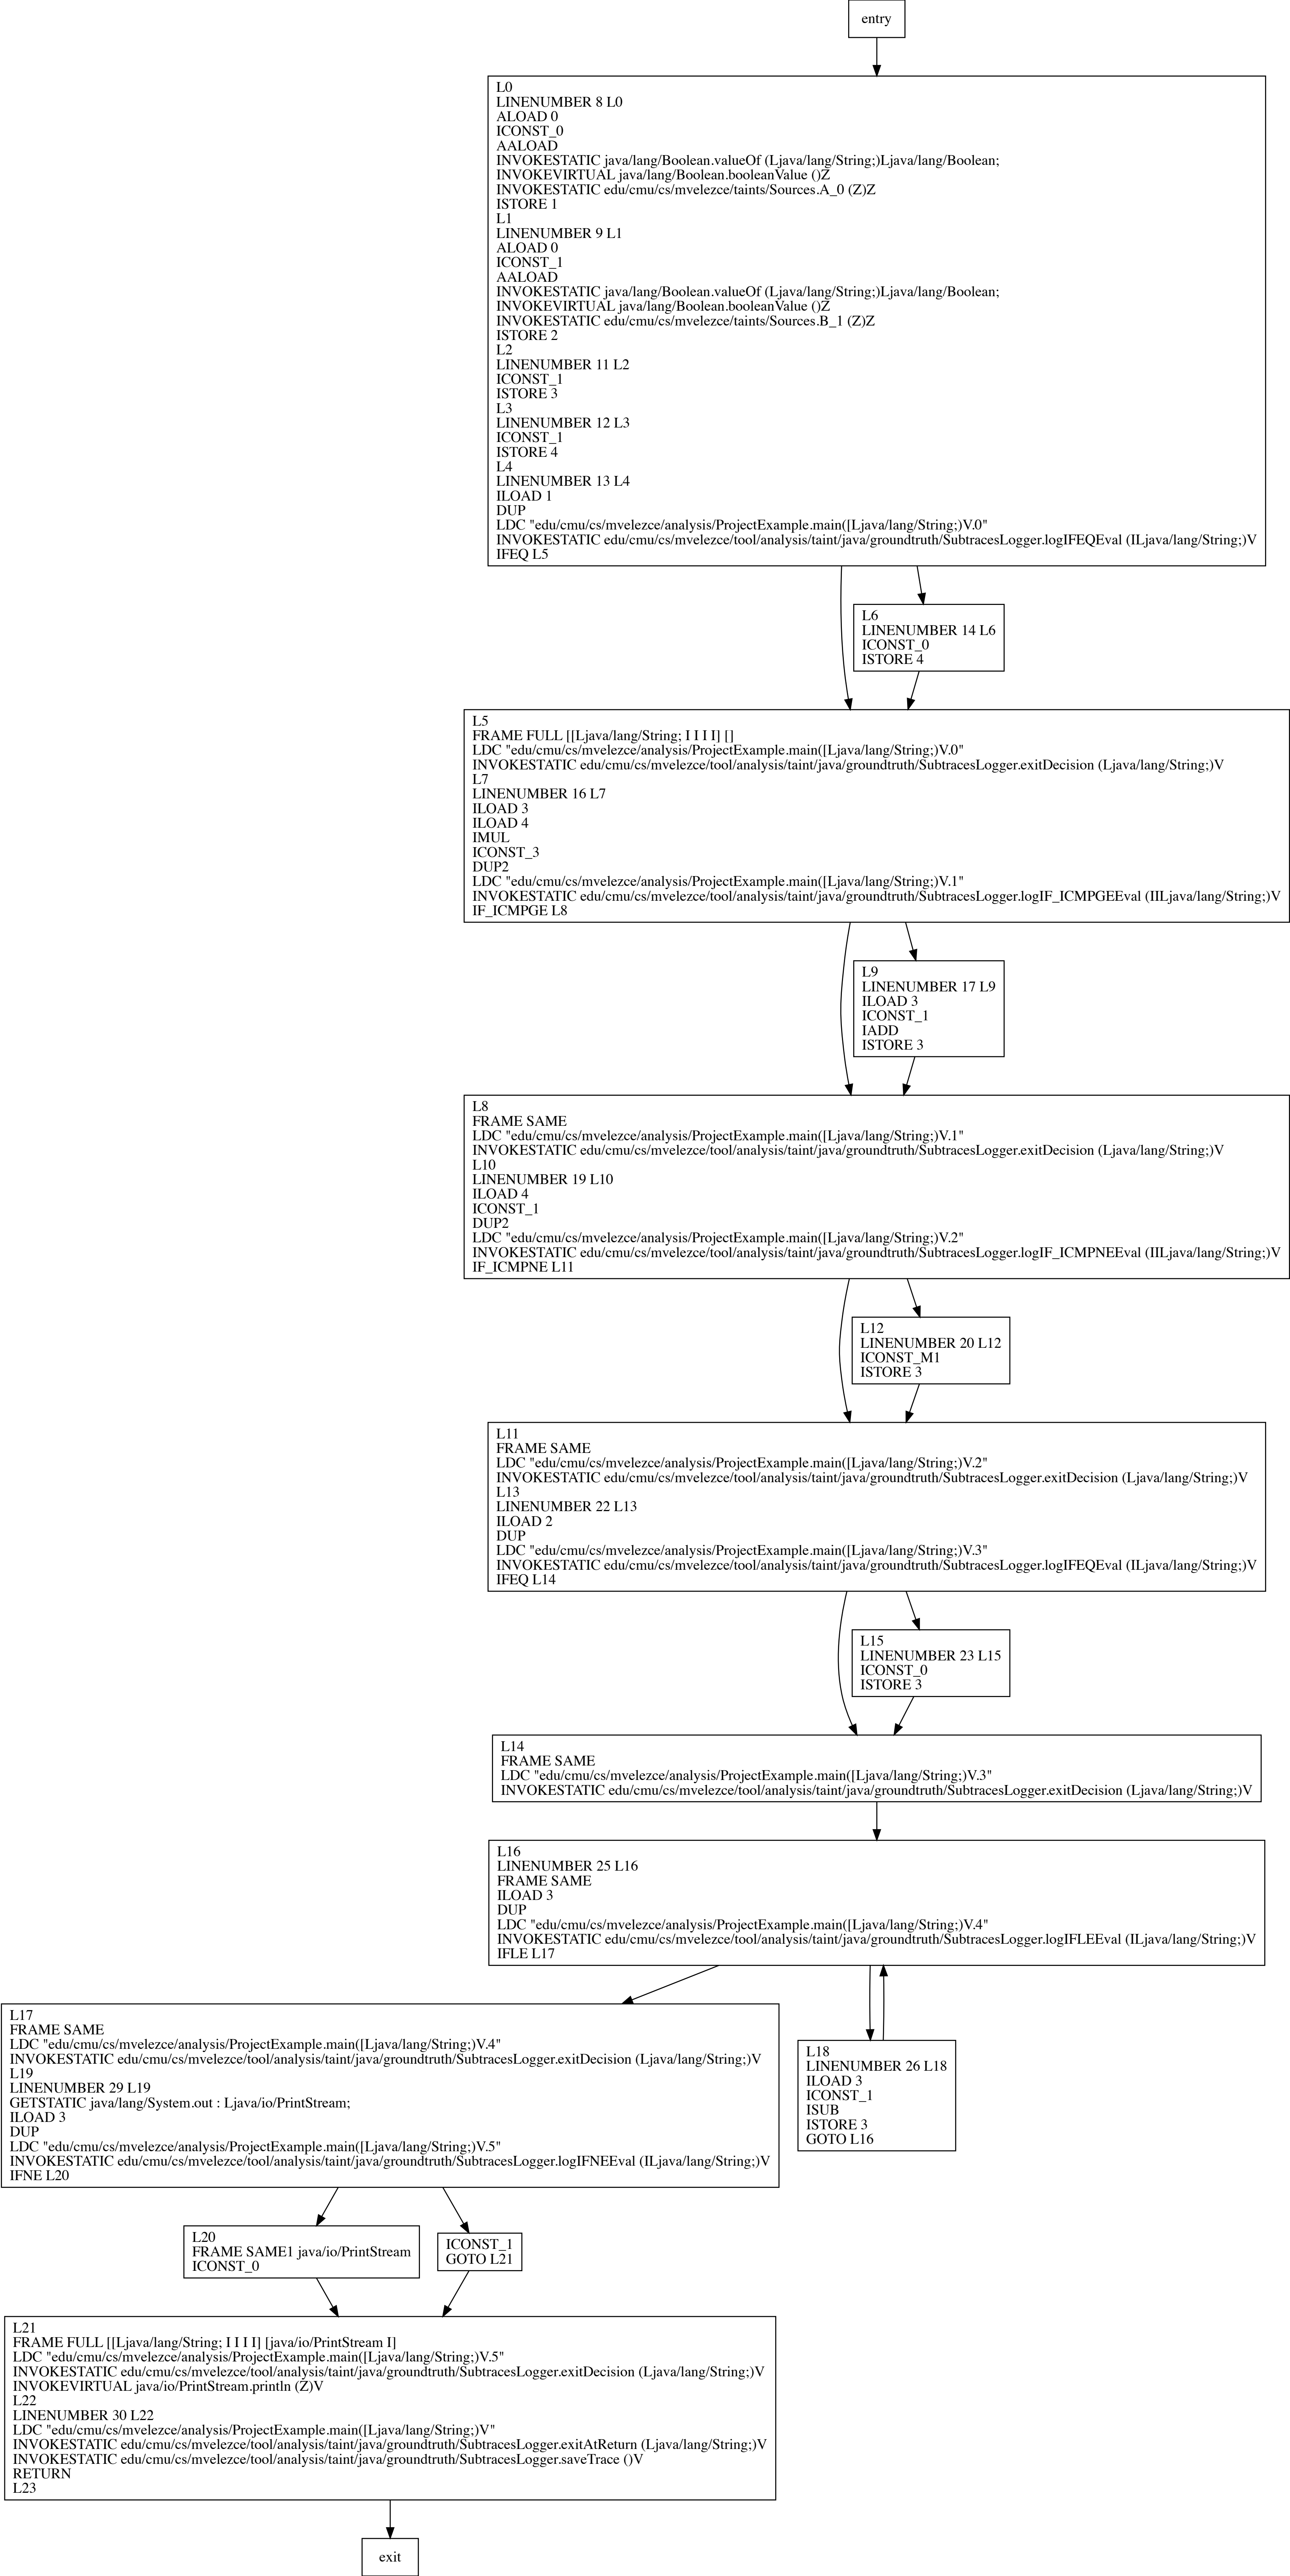 entry
L0
LINENUMBER 8 L0
ALOAD 0
ICONST_0
AALOAD
INVOKESTATIC java/lang/Boolean.valueOf (Ljava/lang/String;)Ljava/lang/Boolean;
INVOKEVIRTUAL java/lang/Boolean.booleanValue ()Z
INVOKESTATIC edu/cmu/cs/mvelezce/taints/Sources.A_0 (Z)Z
ISTORE 1
L1
LINENUMBER 9 L1
ALOAD 0
ICONST_1
AALOAD
INVOKESTATIC java/lang/Boolean.valueOf (Ljava/lang/String;)Ljava/lang/Boolean;
INVOKEVIRTUAL java/lang/Boolean.booleanValue ()Z
INVOKESTATIC edu/cmu/cs/mvelezce/taints/Sources.B_1 (Z)Z
ISTORE 2
L2
LINENUMBER 11 L2
ICONST_1
ISTORE 3
L3
LINENUMBER 12 L3
ICONST_1
ISTORE 4
L4
LINENUMBER 13 L4
ILOAD 1
DUP
LDC "edu/cmu/cs/mvelezce/analysis/ProjectExample.main([Ljava/lang/String;)V.0"
INVOKESTATIC edu/cmu/cs/mvelezce/tool/analysis/taint/java/groundtruth/SubtracesLogger.logIFEQEval (ILjava/lang/String;)V
IFEQ L5
L6
LINENUMBER 14 L6
ICONST_0
ISTORE 4
L5
FRAME FULL [[Ljava/lang/String; I I I I] []
LDC "edu/cmu/cs/mvelezce/analysis/ProjectExample.main([Ljava/lang/String;)V.0"
INVOKESTATIC edu/cmu/cs/mvelezce/tool/analysis/taint/java/groundtruth/SubtracesLogger.exitDecision (Ljava/lang/String;)V
L7
LINENUMBER 16 L7
ILOAD 3
ILOAD 4
IMUL
ICONST_3
DUP2
LDC "edu/cmu/cs/mvelezce/analysis/ProjectExample.main([Ljava/lang/String;)V.1"
INVOKESTATIC edu/cmu/cs/mvelezce/tool/analysis/taint/java/groundtruth/SubtracesLogger.logIF_ICMPGEEval (IILjava/lang/String;)V
IF_ICMPGE L8
L9
LINENUMBER 17 L9
ILOAD 3
ICONST_1
IADD
ISTORE 3
L8
FRAME SAME
LDC "edu/cmu/cs/mvelezce/analysis/ProjectExample.main([Ljava/lang/String;)V.1"
INVOKESTATIC edu/cmu/cs/mvelezce/tool/analysis/taint/java/groundtruth/SubtracesLogger.exitDecision (Ljava/lang/String;)V
L10
LINENUMBER 19 L10
ILOAD 4
ICONST_1
DUP2
LDC "edu/cmu/cs/mvelezce/analysis/ProjectExample.main([Ljava/lang/String;)V.2"
INVOKESTATIC edu/cmu/cs/mvelezce/tool/analysis/taint/java/groundtruth/SubtracesLogger.logIF_ICMPNEEval (IILjava/lang/String;)V
IF_ICMPNE L11
L12
LINENUMBER 20 L12
ICONST_M1
ISTORE 3
L11
FRAME SAME
LDC "edu/cmu/cs/mvelezce/analysis/ProjectExample.main([Ljava/lang/String;)V.2"
INVOKESTATIC edu/cmu/cs/mvelezce/tool/analysis/taint/java/groundtruth/SubtracesLogger.exitDecision (Ljava/lang/String;)V
L13
LINENUMBER 22 L13
ILOAD 2
DUP
LDC "edu/cmu/cs/mvelezce/analysis/ProjectExample.main([Ljava/lang/String;)V.3"
INVOKESTATIC edu/cmu/cs/mvelezce/tool/analysis/taint/java/groundtruth/SubtracesLogger.logIFEQEval (ILjava/lang/String;)V
IFEQ L14
L15
LINENUMBER 23 L15
ICONST_0
ISTORE 3
L14
FRAME SAME
LDC "edu/cmu/cs/mvelezce/analysis/ProjectExample.main([Ljava/lang/String;)V.3"
INVOKESTATIC edu/cmu/cs/mvelezce/tool/analysis/taint/java/groundtruth/SubtracesLogger.exitDecision (Ljava/lang/String;)V
L16
LINENUMBER 25 L16
FRAME SAME
ILOAD 3
DUP
LDC "edu/cmu/cs/mvelezce/analysis/ProjectExample.main([Ljava/lang/String;)V.4"
INVOKESTATIC edu/cmu/cs/mvelezce/tool/analysis/taint/java/groundtruth/SubtracesLogger.logIFLEEval (ILjava/lang/String;)V
IFLE L17
L17
FRAME SAME
LDC "edu/cmu/cs/mvelezce/analysis/ProjectExample.main([Ljava/lang/String;)V.4"
INVOKESTATIC edu/cmu/cs/mvelezce/tool/analysis/taint/java/groundtruth/SubtracesLogger.exitDecision (Ljava/lang/String;)V
L19
LINENUMBER 29 L19
GETSTATIC java/lang/System.out : Ljava/io/PrintStream;
ILOAD 3
DUP
LDC "edu/cmu/cs/mvelezce/analysis/ProjectExample.main([Ljava/lang/String;)V.5"
INVOKESTATIC edu/cmu/cs/mvelezce/tool/analysis/taint/java/groundtruth/SubtracesLogger.logIFNEEval (ILjava/lang/String;)V
IFNE L20
L18
LINENUMBER 26 L18
ILOAD 3
ICONST_1
ISUB
ISTORE 3
GOTO L16
L20
FRAME SAME1 java/io/PrintStream
ICONST_0
ICONST_1
GOTO L21
L21
FRAME FULL [[Ljava/lang/String; I I I I] [java/io/PrintStream I]
LDC "edu/cmu/cs/mvelezce/analysis/ProjectExample.main([Ljava/lang/String;)V.5"
INVOKESTATIC edu/cmu/cs/mvelezce/tool/analysis/taint/java/groundtruth/SubtracesLogger.exitDecision (Ljava/lang/String;)V
INVOKEVIRTUAL java/io/PrintStream.println (Z)V
L22
LINENUMBER 30 L22
LDC "edu/cmu/cs/mvelezce/analysis/ProjectExample.main([Ljava/lang/String;)V"
INVOKESTATIC edu/cmu/cs/mvelezce/tool/analysis/taint/java/groundtruth/SubtracesLogger.exitAtReturn (Ljava/lang/String;)V
INVOKESTATIC edu/cmu/cs/mvelezce/tool/analysis/taint/java/groundtruth/SubtracesLogger.saveTrace ()V
RETURN
L23
exit